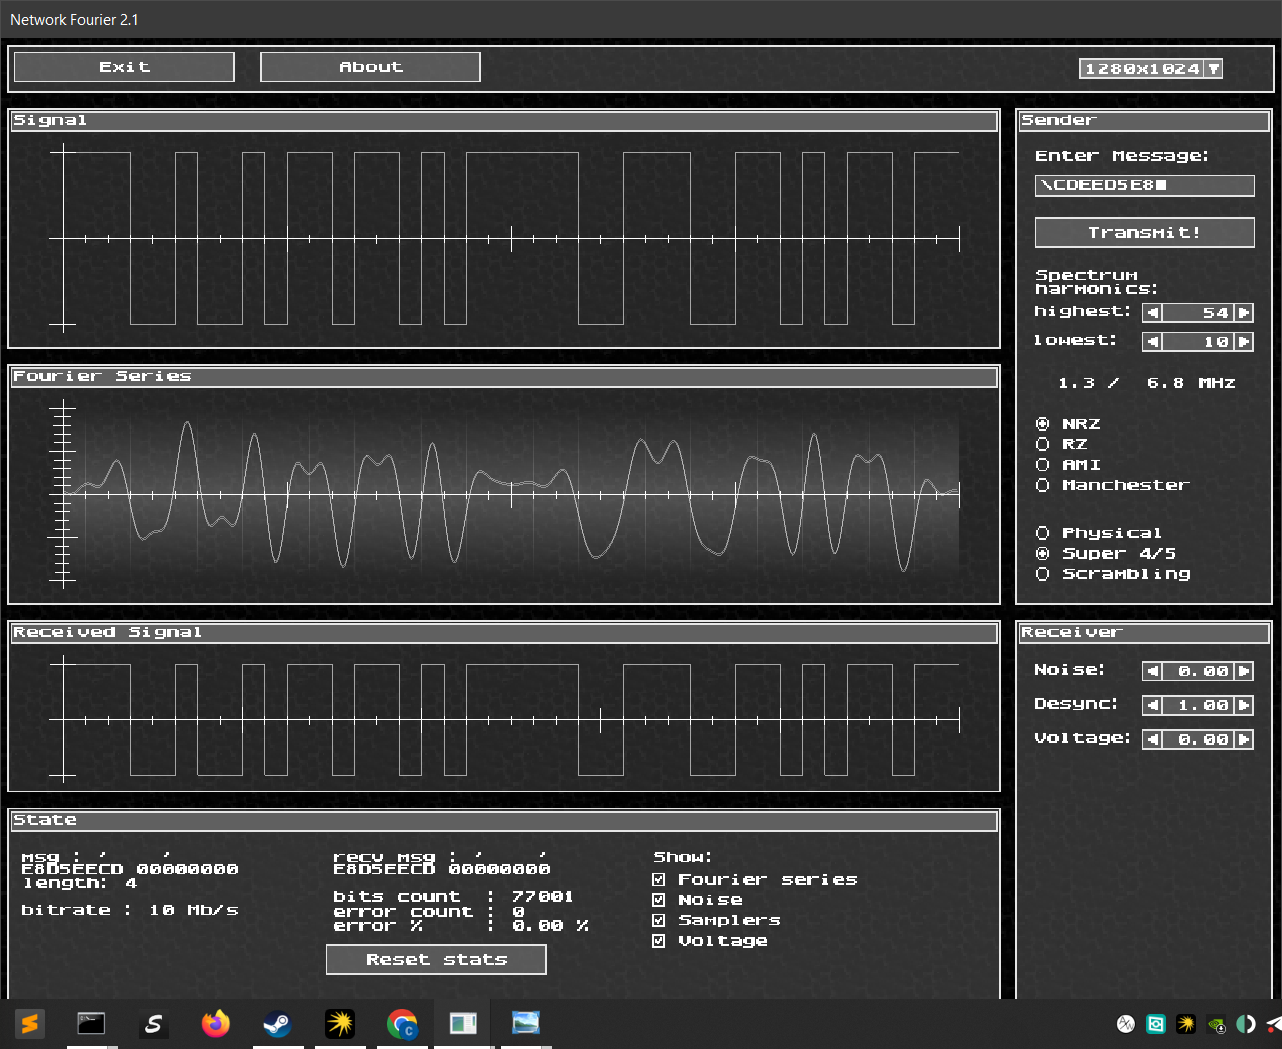 Network Fourier 2.1
Exit About 1280x1024
Signal
Sender
Enter Message:
\CDEED5E8
Transmit!
Spectrum
harmonics:
highest: 54
lowest: 10
1.3 / 6.8 MHz
NRZ
RZ
AMI
Manchester
Physical
Super 4/5
Scrambling
Fourier Series
Received Signal
Receiver
Noise: 0.00
Desync: 1.00
Voltage: 0.00
State
msg : ' '
E8D5EECD 00000000
length: 4
bitrate : 10 Mb/s
recv msg : ' '
E8D5EECD 00000000
bits count : 77001
error count : 0
error % : 0.00 %
Reset stats
Show:
Fourier series
Noise
Samplers
Voltage